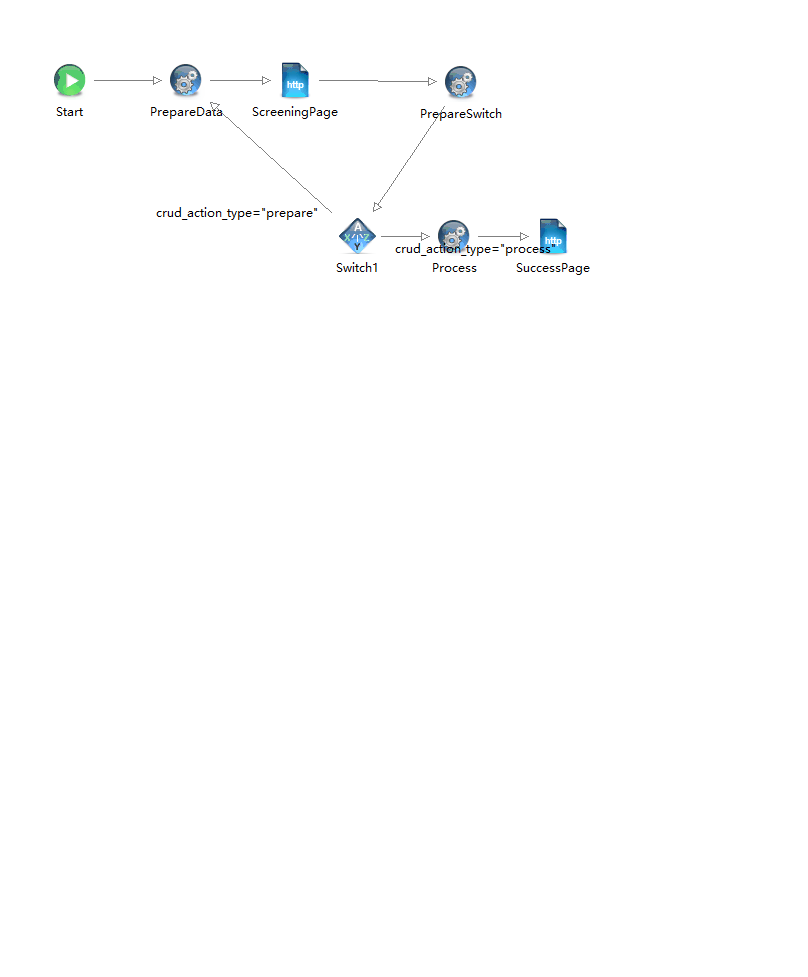 http
Start
PrepareData
ScreeningPage
PrepareSwitch
crud_action_type="prepare"
A
X
Z
Y
http
crud_action_type="process"
Switch1
Process
SuccessPage